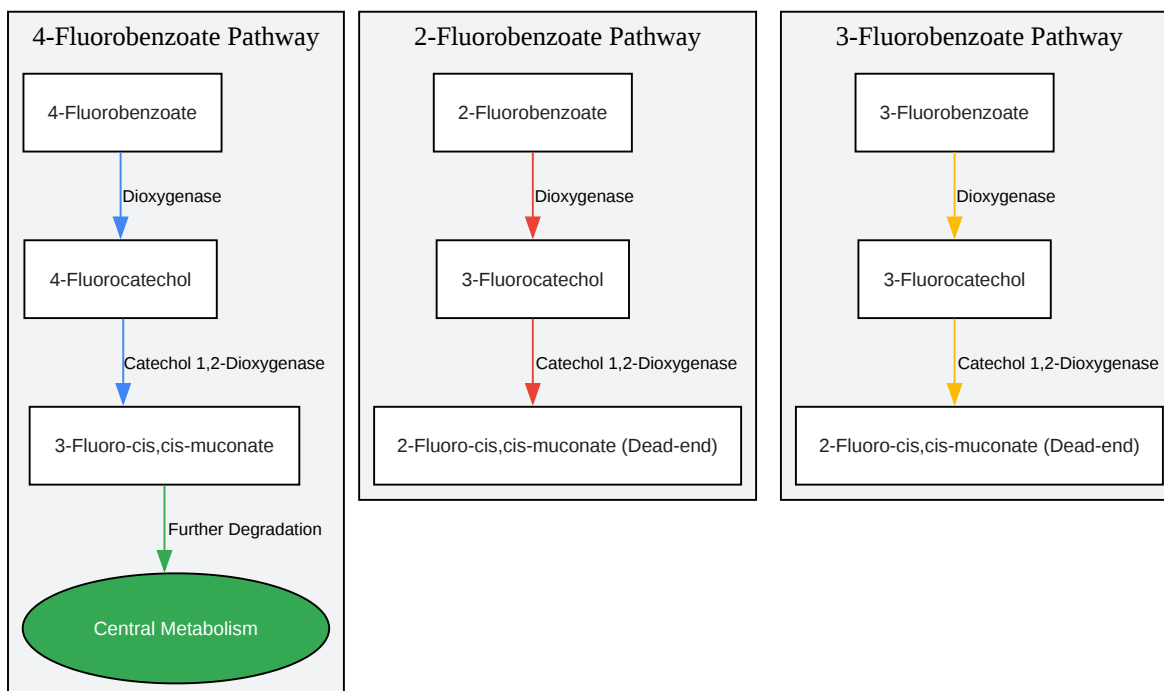 4-Fluorobenzoate Pathway
4-Fluorobenzoate
Dioxygenase
4-Fluorocatechol
Catechol 1,2-Dioxygenase
3-Fluoro-cis,cis-muconate
Further Degradation
Central Metabolism
2-Fluorobenzoate Pathway
2-Fluorobenzoate
Dioxygenase
3-Fluorocatechol
Catechol 1,2-Dioxygenase
2-Fluoro-cis,cis-muconate (Dead-end)
3-Fluorobenzoate Pathway
3-Fluorobenzoate
Dioxygenase
3-Fluorocatechol
Catechol 1,2-Dioxygenase
2-Fluoro-cis,cis-muconate (Dead-end)